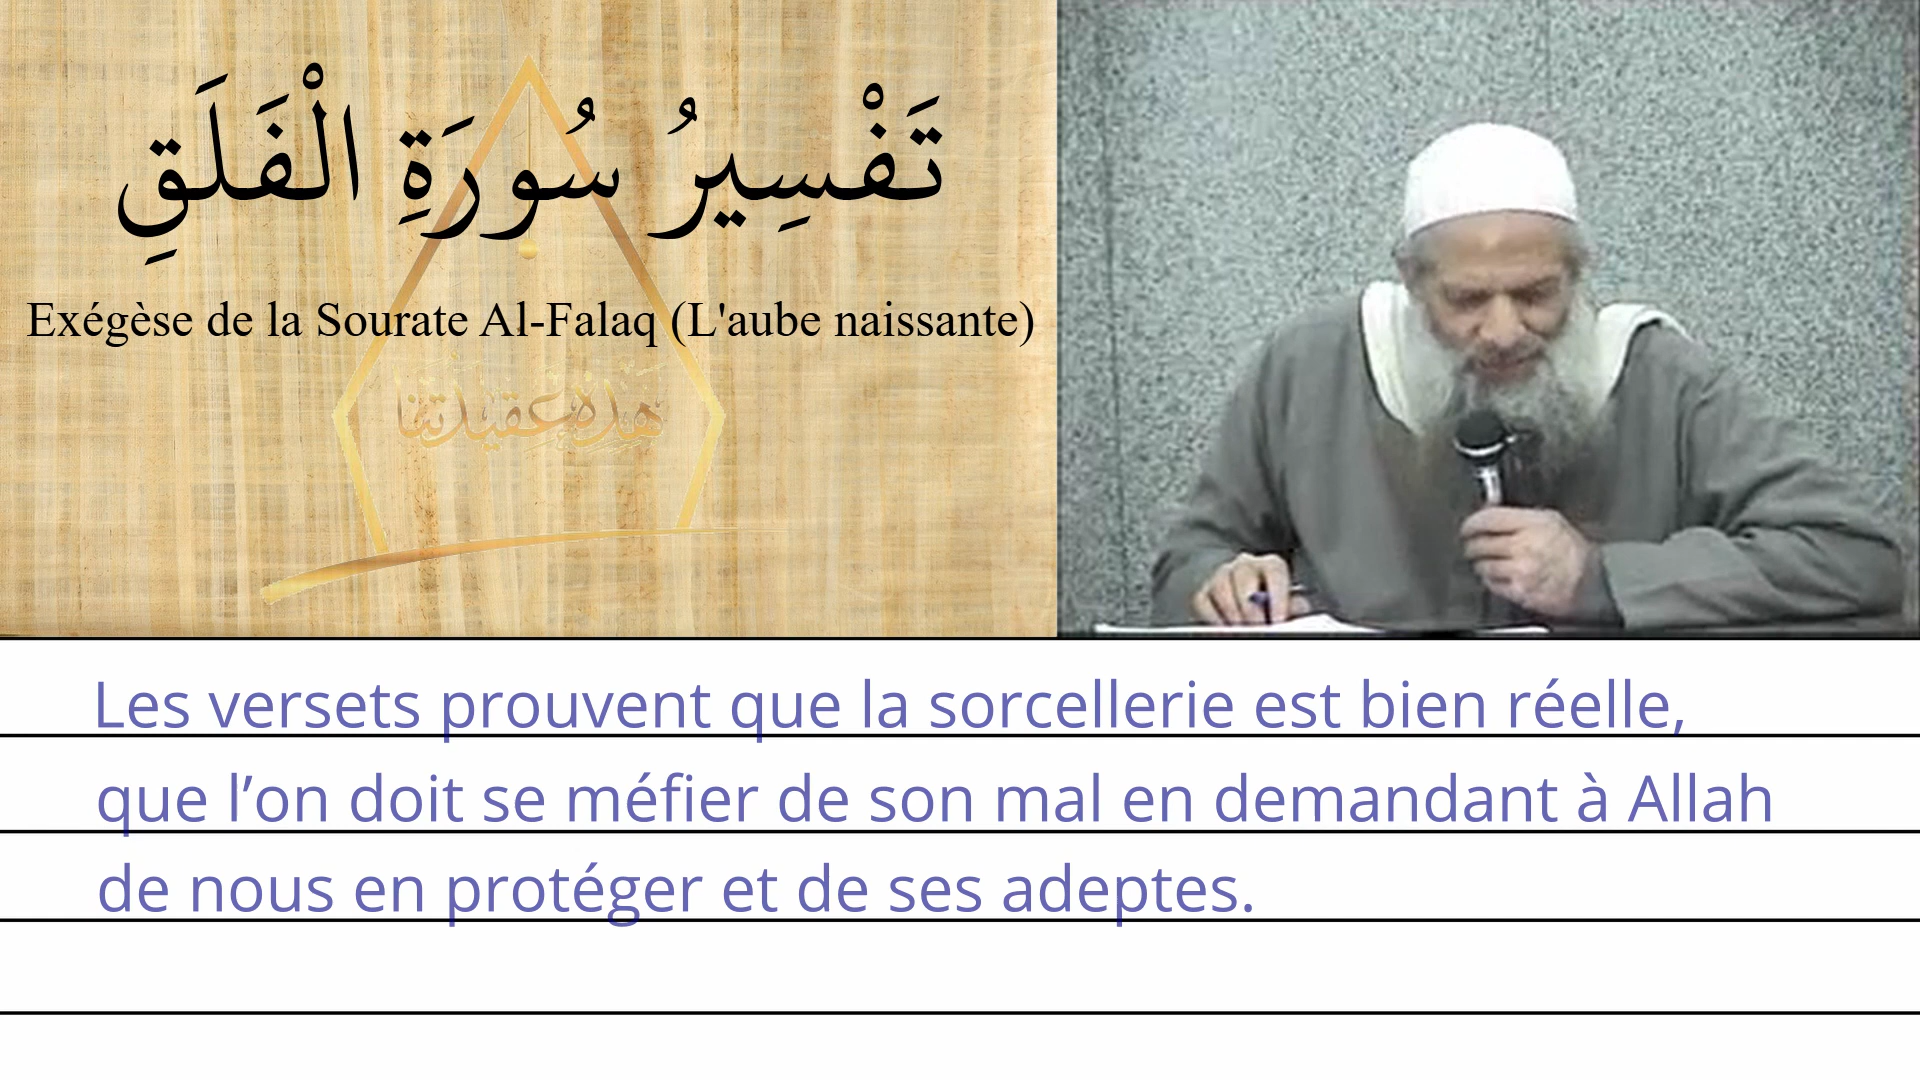 تَفْسِيرُ سُورَةِ الْفَلَقِ
Exégèse de la Sourate Al-Falaq (L'aube naissante)
هَذِهِ عَقِيدَتُنَا
Les versets prouvent que la sorcellerie est bien réelle,
que l’on doit se méfier de son mal en demandant à Allah
de nous en protéger et de ses adeptes.